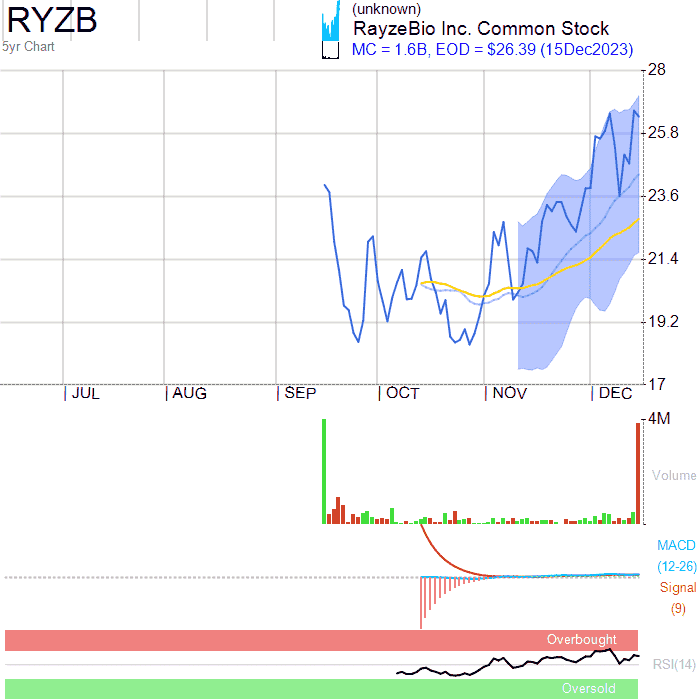 RYZB
5yr Chart
(unknown)
RayzeBio Inc. Common Stock
MC = 1.6B, EOD = $26.39 (15Dec2023)
28
25.8
23.6
21.4
19.2
17
JUL AUG SEP OCT NOV DEC
4M
Volume
MACD
(12-26)
Signal
(9)
Overbought
RSI(14)
Oversold